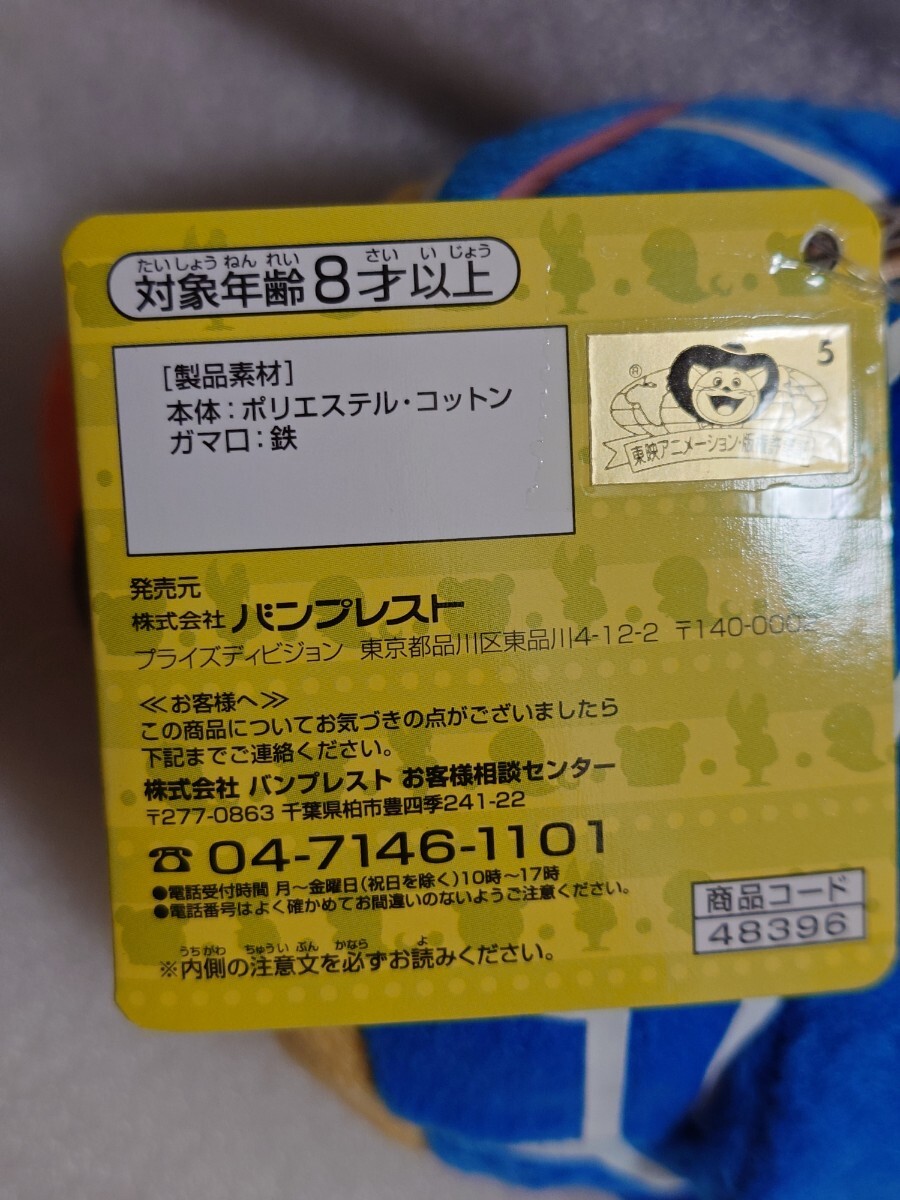 たいしょう ねん れい さい い じょう
対象年齢8才以上
[製品素材]
本体:ポリエステル・コットン
ガマ口:鉄
5
®
東映アニメーション・版権
発売元
株式会社 バンプレスト
プライズディビジョン 東京都品川区東品川4-12-2 〒140-000
≪お客様へ≫
この商品についてお気づきの点がございましたら
下記までご連絡ください。
株式会社 バンプレスト お客様相談センター
〒277-0863 千葉県柏市豊四季241-22
☎ 04-7146-1101
●電話受付時間 月〜金曜日(祝日を除く)10時〜17時
●電話番号はよく確かめてお間違いのないようご注意ください。
うちがわ ちゅうい ぶん かなら よ
※内側の注意文を必ずお読みください。
商品コード
48396